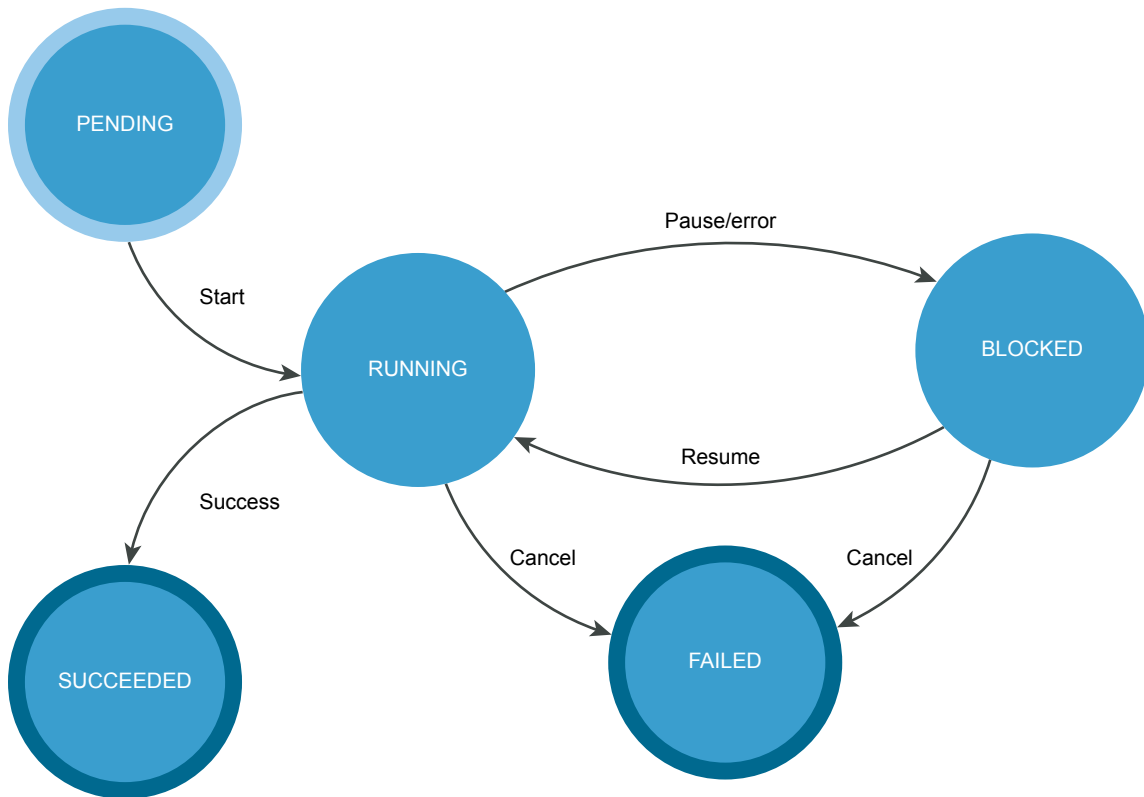 PENDING
Pause/error
Start
RUNNING
BLOCKED
Resume
Success
Cancel
Cancel
SUCCEEDED
FAILED